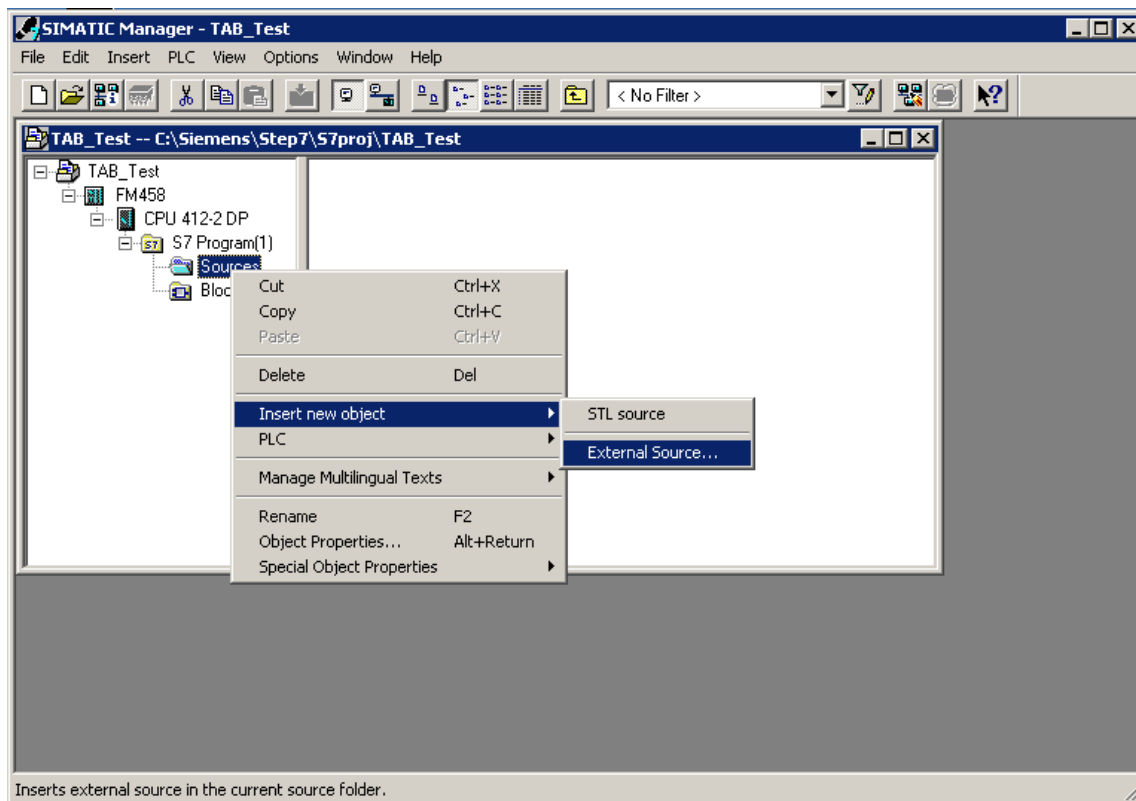 SIMATIC Manager - TAB_Test
File Edit Insert PLC View Options Window Help
< No Filter >
TAB_Test -- C:\Siemens\Step7\S7proj\TAB_Test
TAB_Test
FM458
CPU 412-2 DP
S7 Program(1)
Sources
Bloc
Cut Ctrl+X
Copy Ctrl+C
Paste Ctrl+V
Delete Del
Insert new object
PLC
Manage Multilingual Texts
Rename F2
Object Properties... Alt+Return
Special Object Properties
STL source
External Source...
Inserts external source in the current source folder.